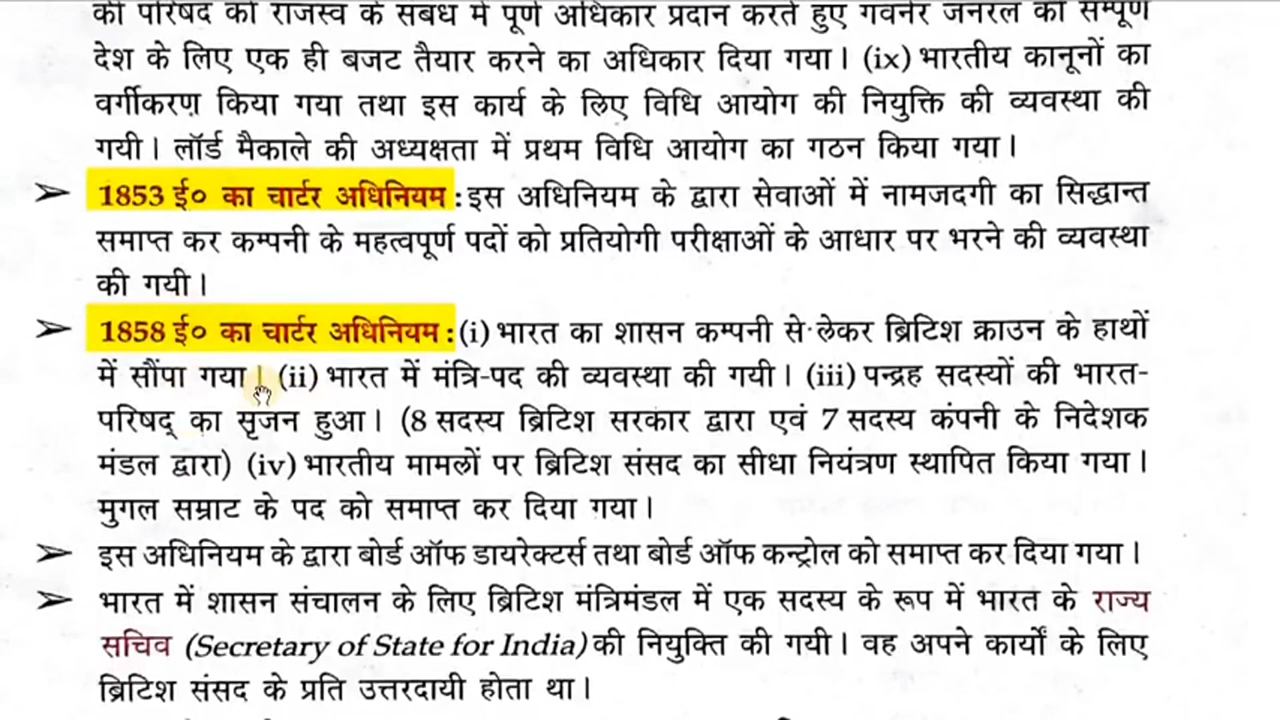 की परिषद को राजस्व के संबंध में पूर्ण अधिकार प्रदान करते हुए गवर्नर जनरल को सम्पूर्ण
देश के लिए एक ही बजट तैयार करने का अधिकार दिया गया। (ix) भारतीय कानूनों का
वर्गीकरण किया गया तथा इस कार्य के लिए विधि आयोग की नियुक्ति की व्यवस्था की
गयी। लॉर्ड मैकाले की अध्यक्षता में प्रथम विधि आयोग का गठन किया गया।
➢ 1853 ई० का चार्टर अधिनियम : इस अधिनियम के द्वारा सेवाओं में नामजदगी का सिद्धान्त
समाप्त कर कम्पनी के महत्वपूर्ण पदों को प्रतियोगी परीक्षाओं के आधार पर भरने की व्यवस्था
की गयी।
➢ 1858 ई० का चार्टर अधिनियम : (i) भारत का शासन कम्पनी से लेकर ब्रिटिश क्राउन के हाथों
में सौंपा गया। (ii) भारत में मंत्रि-पद की व्यवस्था की गयी। (iii) पन्द्रह सदस्यों की भारत-
परिषद् का सृजन हुआ। (8 सदस्य ब्रिटिश सरकार द्वारा एवं 7 सदस्य कंपनी के निदेशक
मंडल द्वारा) (iv) भारतीय मामलों पर ब्रिटिश संसद का सीधा नियंत्रण स्थापित किया गया।
मुगल सम्राट के पद को समाप्त कर दिया गया।
➢ इस अधिनियम के द्वारा बोर्ड ऑफ डायरेक्टर्स तथा बोर्ड ऑफ कन्ट्रोल को समाप्त कर दिया गया।
➢ भारत में शासन संचालन के लिए ब्रिटिश मंत्रिमंडल में एक सदस्य के रूप में भारत के राज्य
सचिव (Secretary of State for India) की नियुक्ति की गयी। वह अपने कार्यों के लिए
ब्रिटिश संसद के प्रति उत्तरदायी होता था।